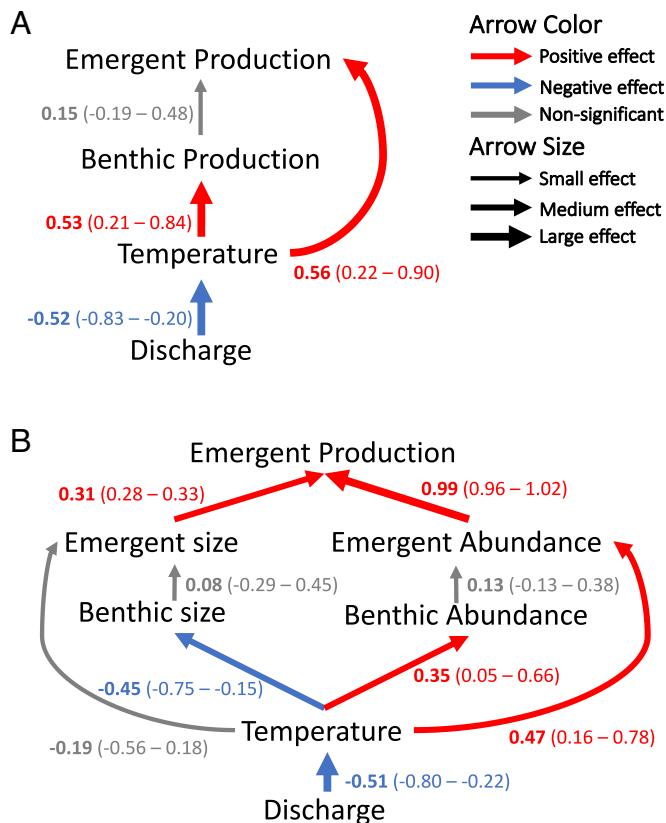 A
Emergent Production
0.15 (-0.19 – 0.48)
Benthic Production
0.53 (0.21 – 0.84)
Temperature
0.56 (0.22 – 0.90)
-0.52 (-0.83 – -0.20)
Discharge
Arrow Color
Positive effect
Negative effect
Non-significant
Arrow Size
Small effect
Medium effect
Large effect
B
Emergent Production
0.31 (0.28 – 0.33)
0.99 (0.96 – 1.02)
Emergent size
Emergent Abundance
0.08 (-0.29 – 0.45)
0.13 (-0.13 – 0.38)
Benthic size
Benthic Abundance
-0.45 (-0.75 – -0.15)
0.35 (0.05 – 0.66)
Temperature
-0.19 (-0.56 – 0.18)
0.47 (0.16 – 0.78)
-0.51 (-0.80 – -0.22)
Discharge